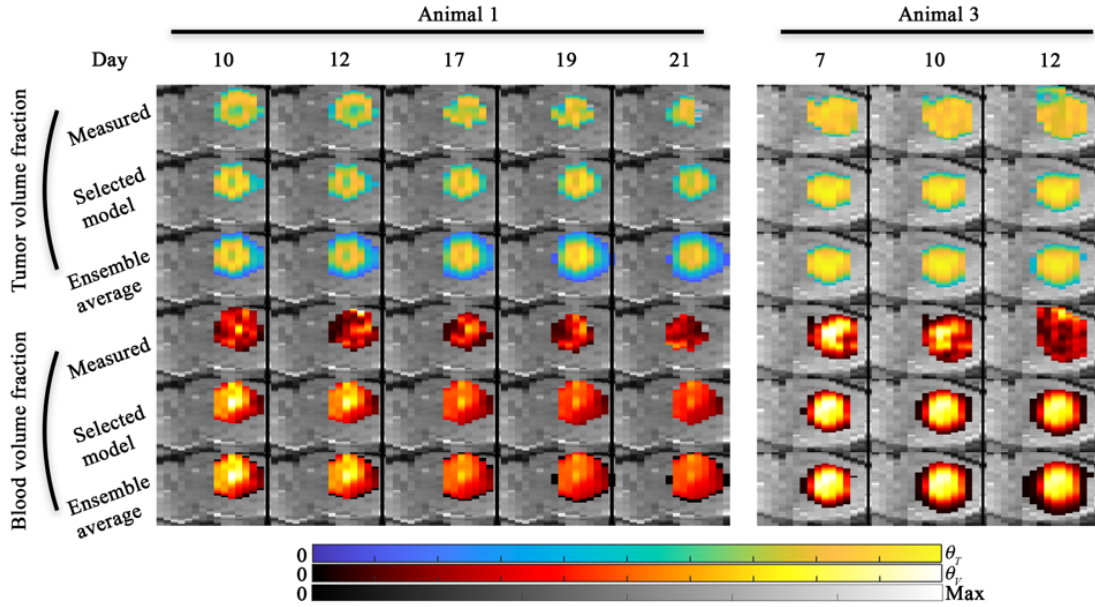 Animal 1
Animal 3
Day 10 12 17 19 21 7 10 12
Tumor volume fraction
Measured
Selected
model
Ensemble
average
Blood volume fraction
Measured
Selected
model
Ensemble
average
0 θ_T
0 θ_V
0 Max